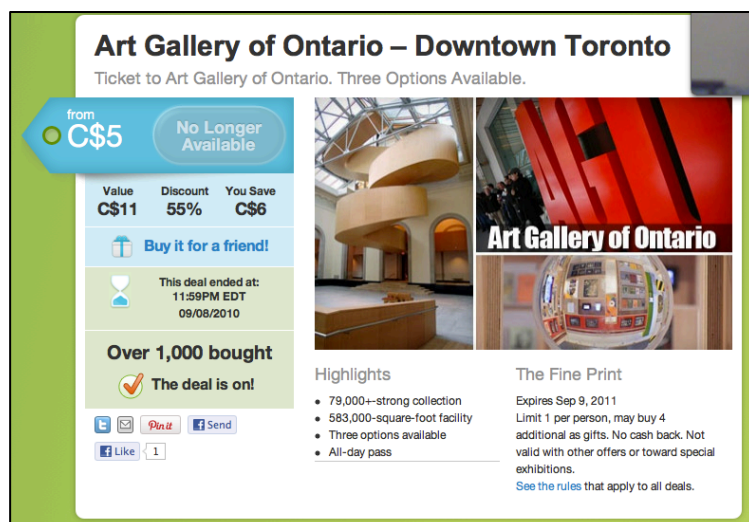 Art Gallery of Ontario – Downtown Toronto
Ticket to Art Gallery of Ontario. Three Options Available.
from
C$5
No Longer
Available
Value Discount You Save
C$11 55% C$6
Buy it for a friend!
This deal ended at:
11:59PM EDT
09/08/2010
Over 1,000 bought
The deal is on!
Pin it
Send
Like 1
AGO
Art Gallery of Ontario
Highlights
79,000+-strong collection
583,000-square-foot facility
Three options available
All-day pass
The Fine Print
Expires Sep 9, 2011
Limit 1 per person, may buy 4
additional as gifts. No cash back. Not
valid with other offers or toward special
exhibitions.
See the rules that apply to all deals.